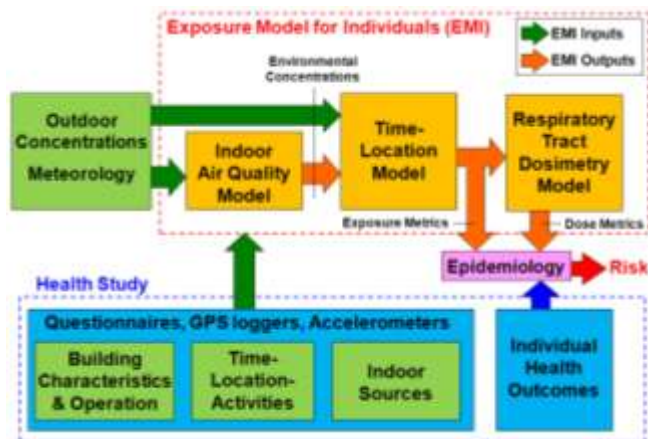 Exposure Model for Individuals (EMI)
EMI Inputs
EMI Outputs
Environmental
Concentrations
Outdoor
Concentrations
Meteorology
Indoor
Air Quality
Model
Time-
Location
Model
Respiratory
Tract
Dosimetry
Model
Exposure Metrics
Dose Metrics
Epidemiology
Risk
Health Study
Questionnaires, GPS loggers, Accelerometers
Building
Characteristics
& Operation
Time-
Location-
Activities
Indoor
Sources
Individual
Health
Outcomes